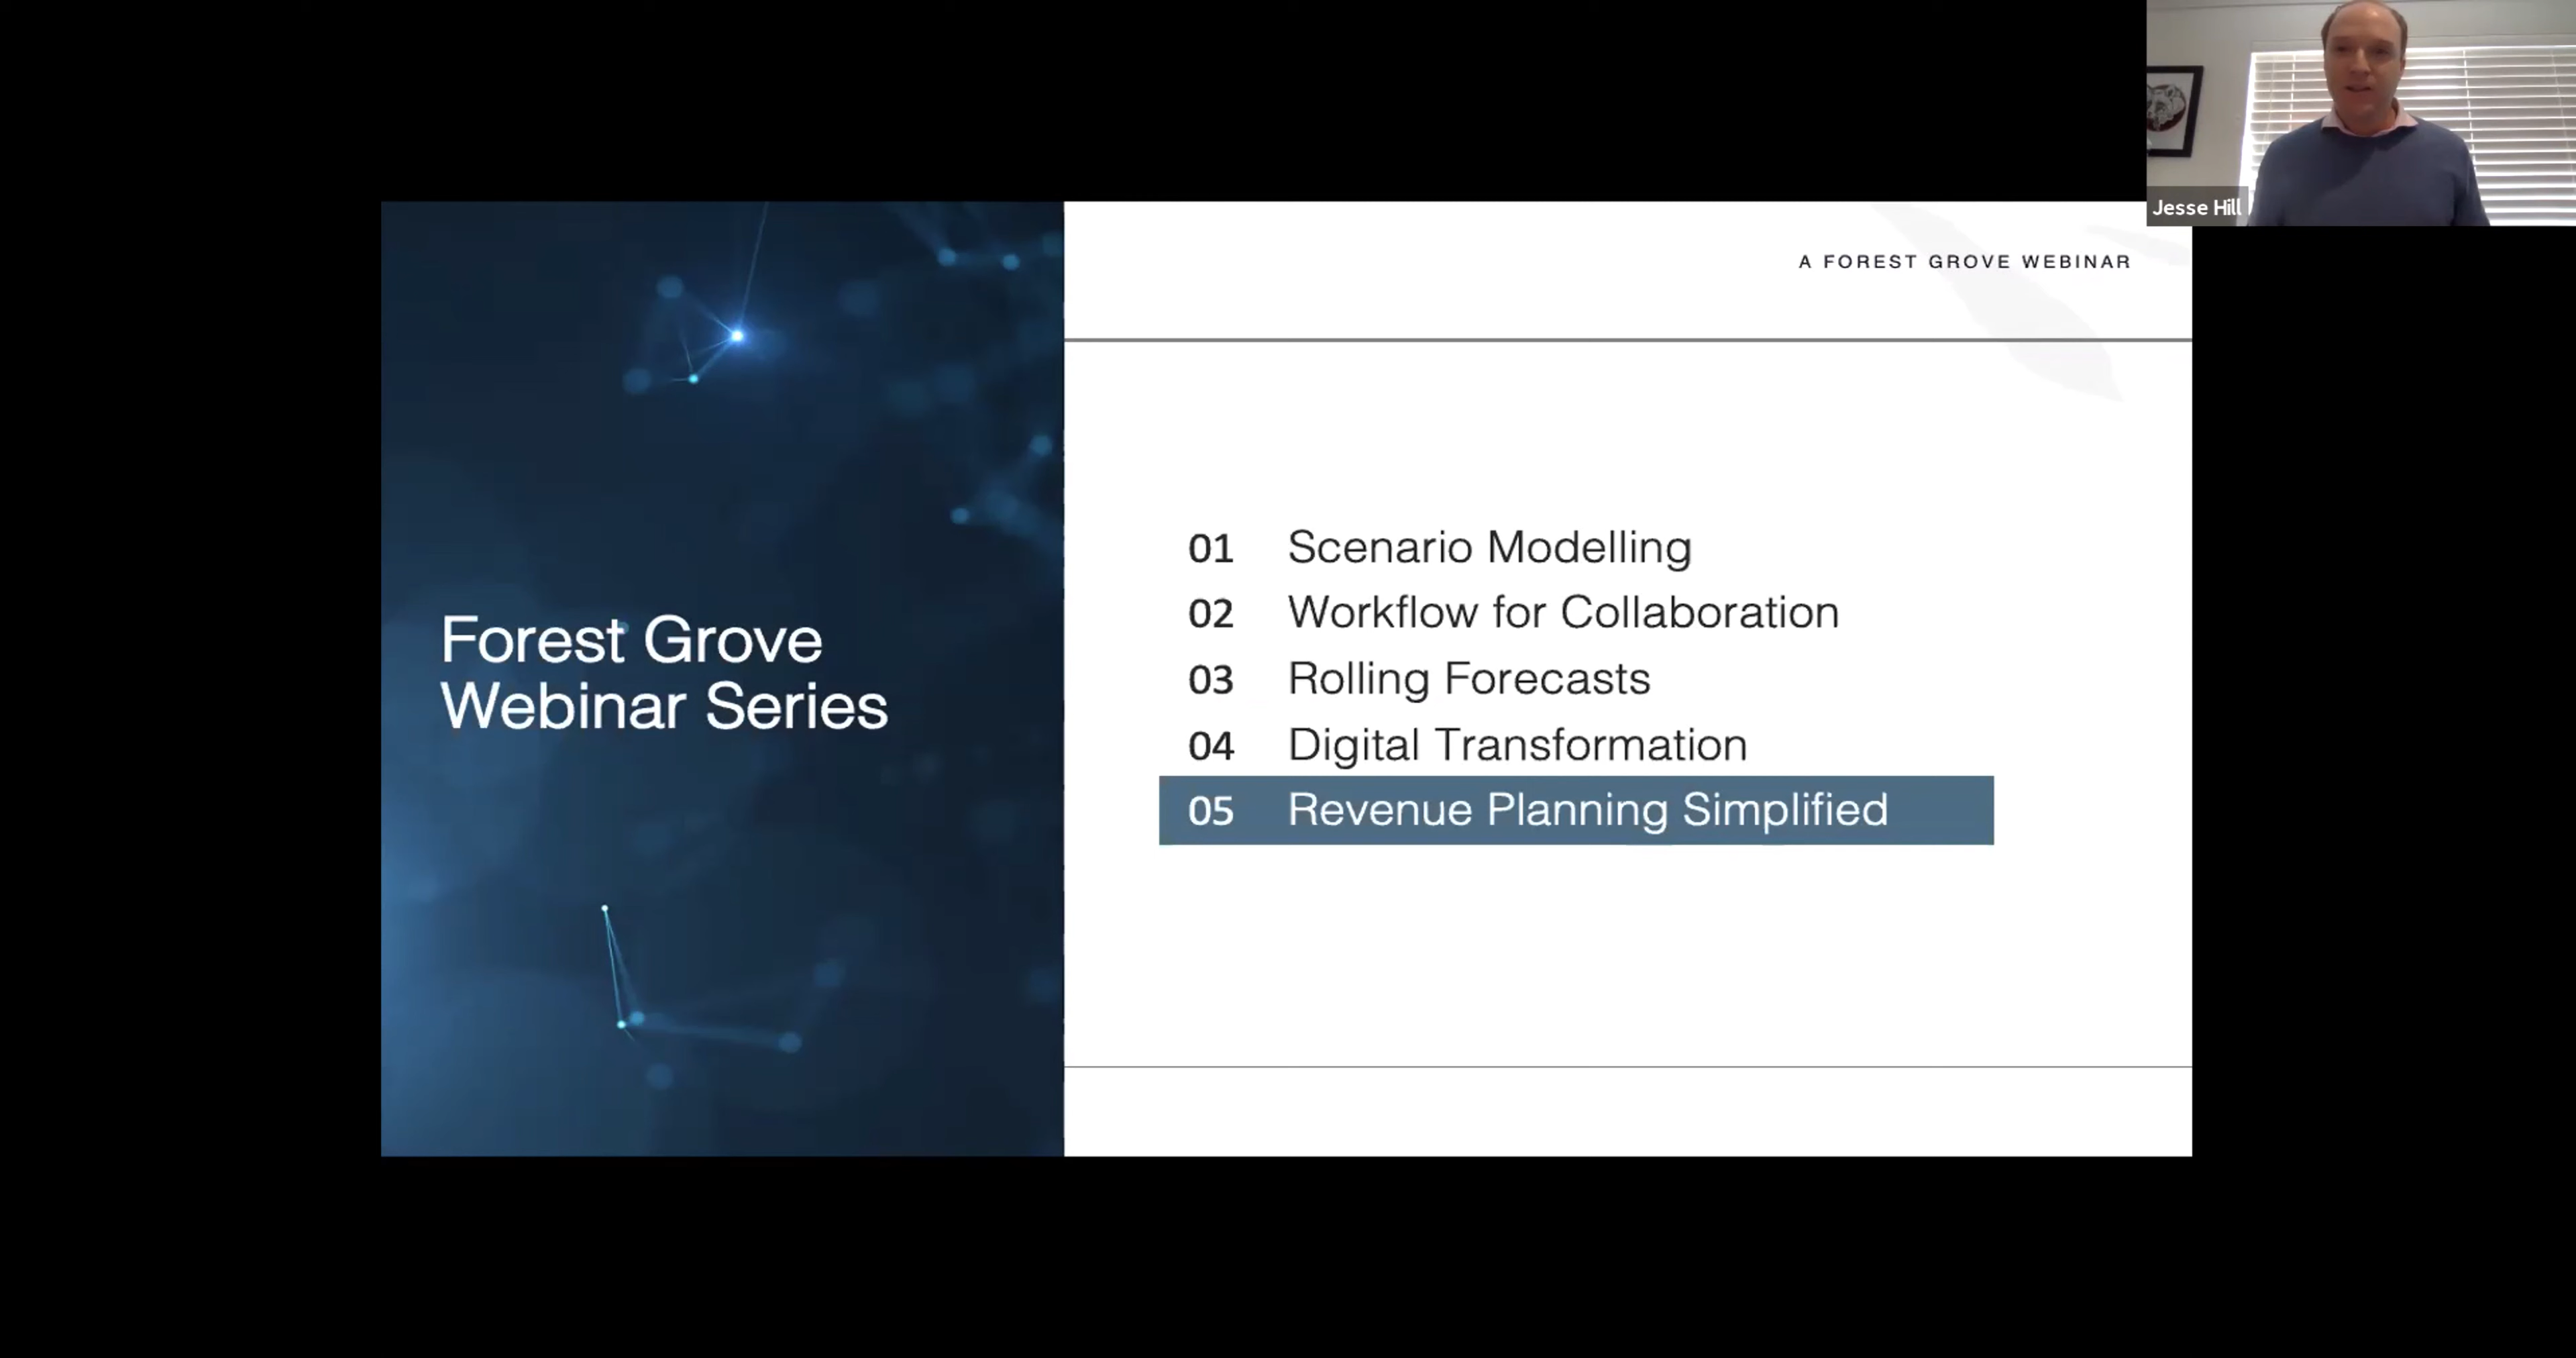 Jesse Hill
A FOREST GROVE WEBINAR
Forest Grove
Webinar Series
01 Scenario Modelling
02 Workflow for Collaboration
03 Rolling Forecasts
04 Digital Transformation
05 Revenue Planning Simplified